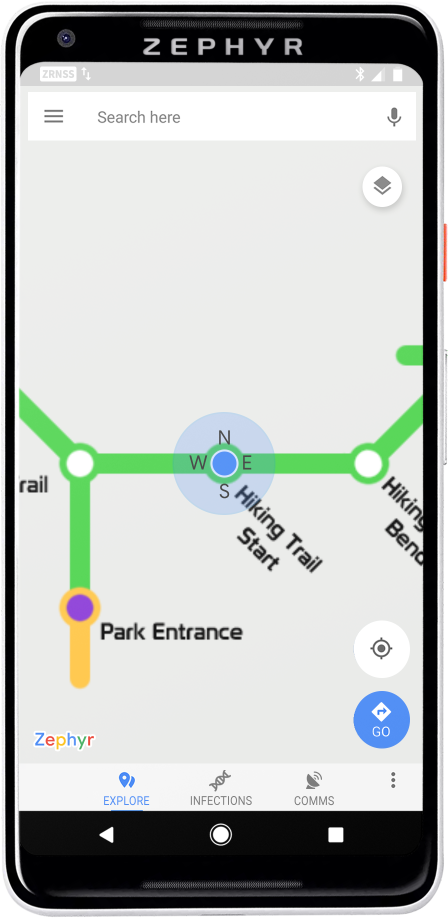 ZEPHYR
ZRNSS
Search here
N
W E
S
rail
Hiking Trail
Start
Hiking
Bend
Park Entrance
GO
Zephyr
EXPLORE INFECTIONS COMMS